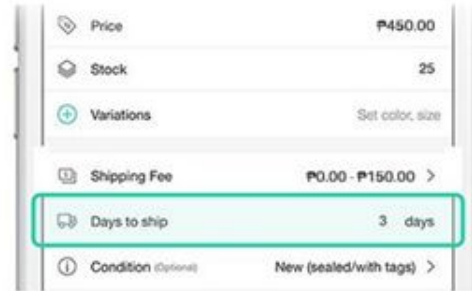 Price ₱450.00
Stock 25
Variations Set color, size
Shipping Fee ₱0.00 - ₱150.00 >
Days to ship 3 days
Condition (Optional) New (sealed/with tags) >